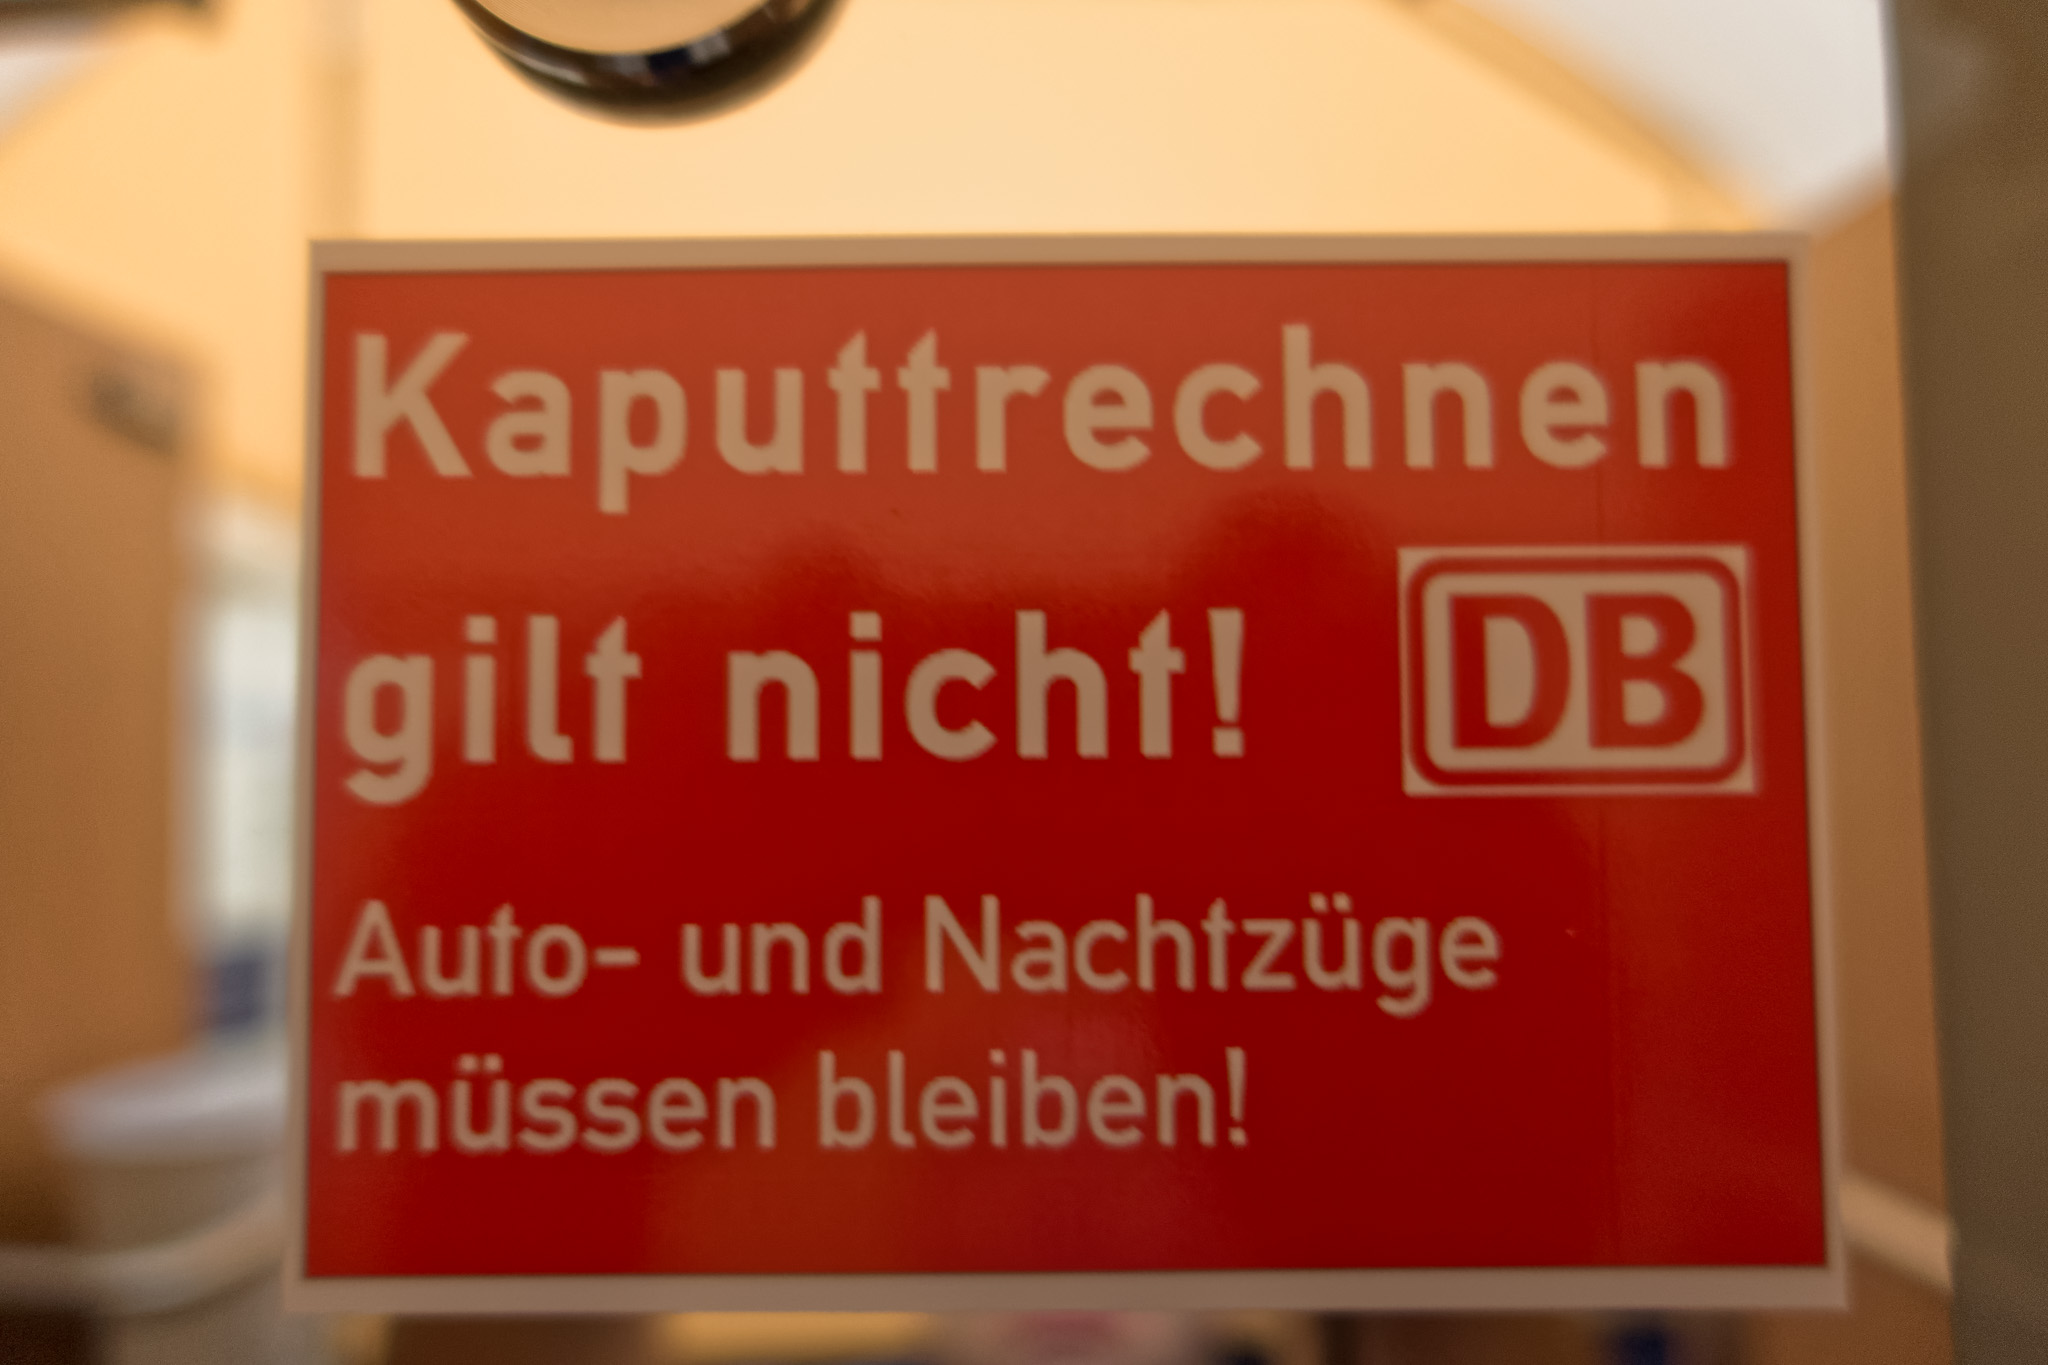 Kaputtrechnen
gilt nicht!
DB
Auto- und Nachtzüge
müssen bleiben!